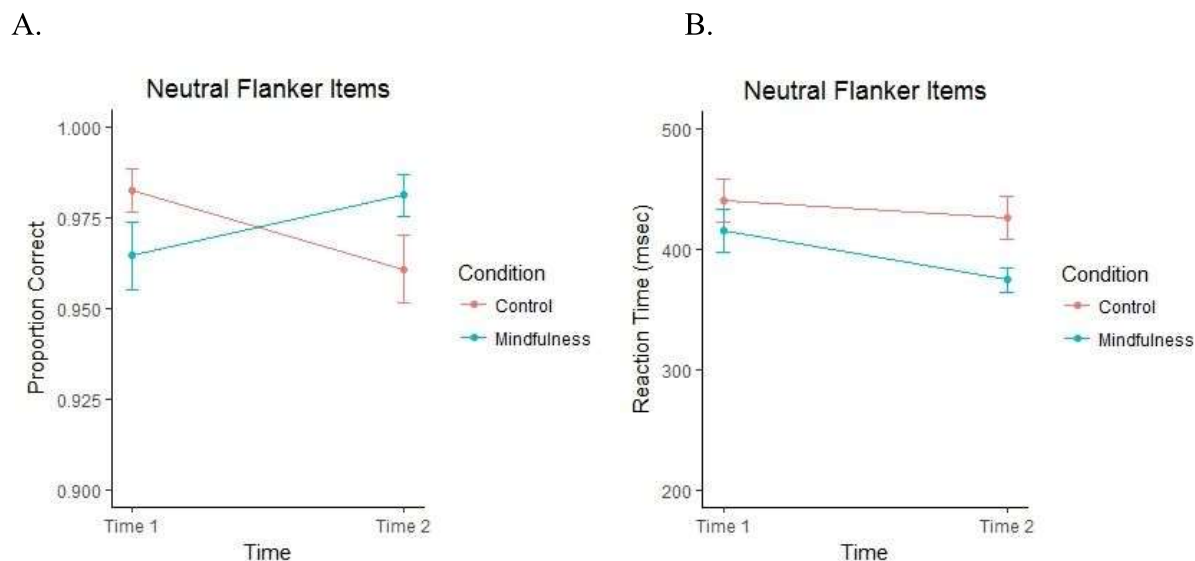 A.
Neutral Flanker Items
Proportion Correct
1.000
0.975
0.950
0.925
0.900
Time 1
Time 2
Time
Condition
Control
Mindfulness
B.
Neutral Flanker Items
Reaction Time (msec)
500
400
300
200
Time 1
Time 2
Time
Condition
Control
Mindfulness